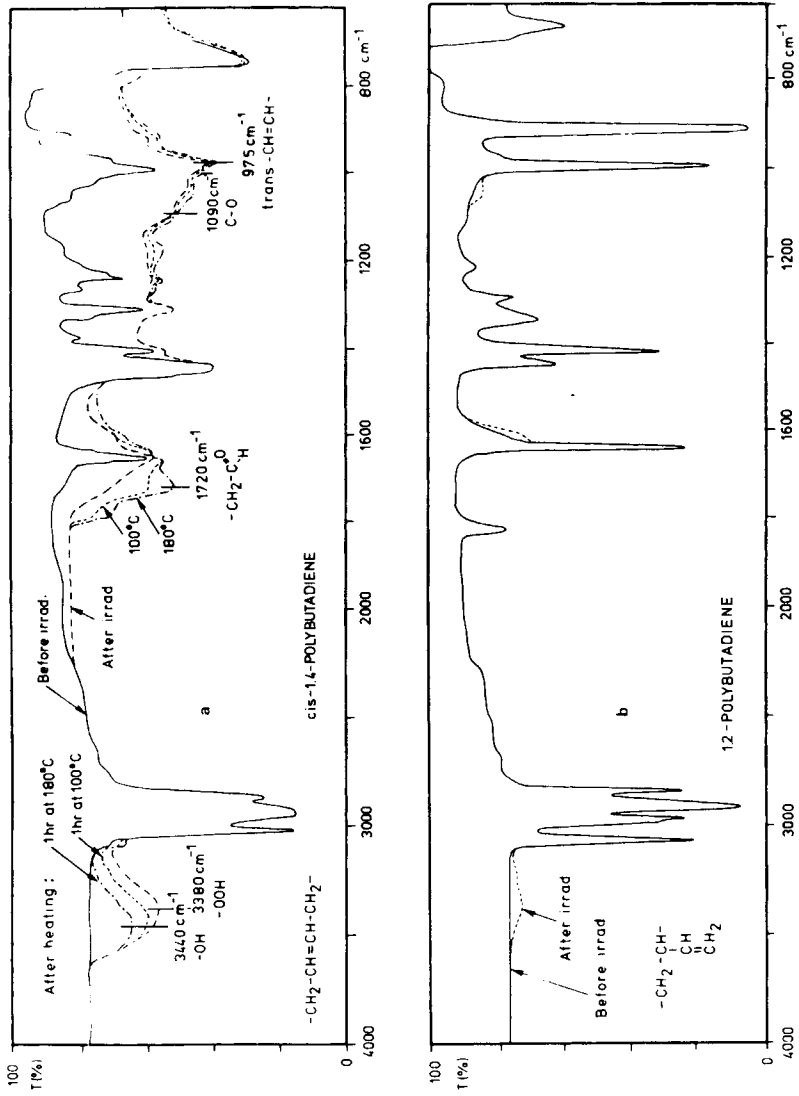 100
T(%)
After heating:
1hr at 180°C
1hr at 100°C
3440 cm⁻¹
-OH
3380 cm⁻¹
-OOH
-CH₂-CH=CH-CH₂-
Before irrad.
After irrad
a
cis-1.4-POLYBUTADIENE
100°C
180°C
1720 cm⁻¹
-CH₂-C
O
H
1090 cm⁻¹
C-O
975 cm⁻¹
trans -CH=CH-
0
4000
3000
2000
1600
1200
800 cm⁻¹
100
T(%)
After irrad
Before irrad
-CH₂-CH-
CH
CH₂
b
12-POLYBUTADIENE
0
4000
3000
2000
1600
1200
800 cm⁻¹